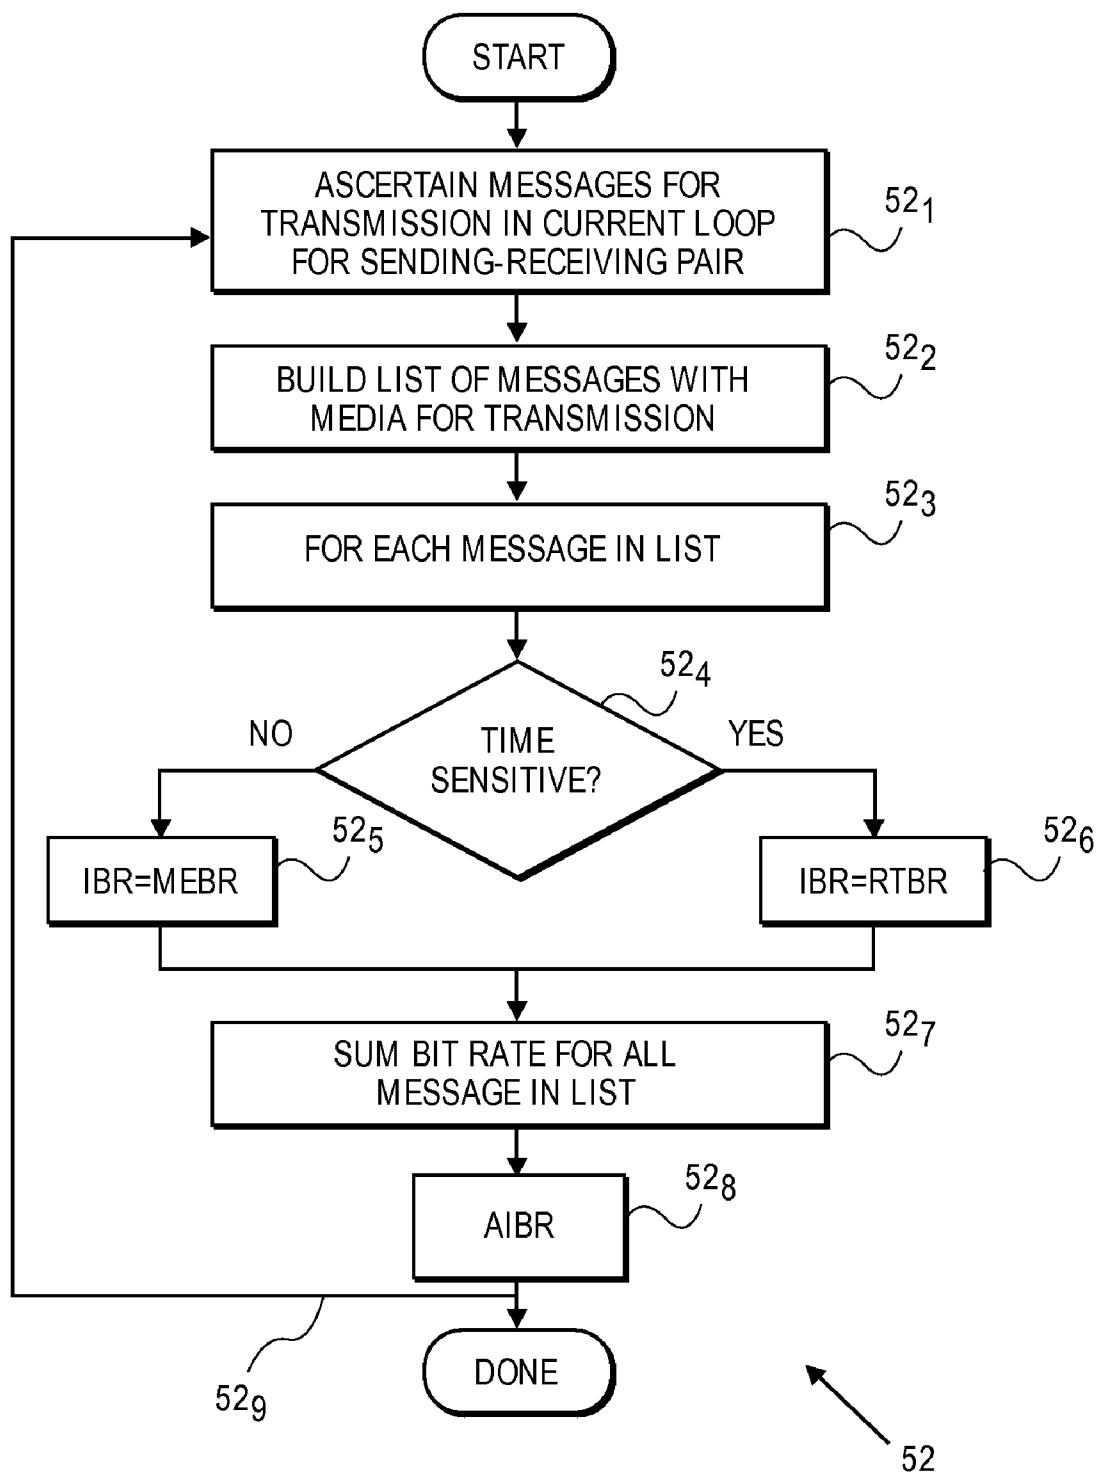 START
ASCERTAIN MESSAGES FOR
TRANSMISSION IN CURRENT LOOP
FOR SENDING-RECEIVING PAIR
52₁
BUILD LIST OF MESSAGES WITH
MEDIA FOR TRANSMISSION
52₂
FOR EACH MESSAGE IN LIST
52₃
TIME
SENSITIVE?
52₄
NO
YES
IBR=MEBR
52₅
IBR=RTBR
52₆
SUM BIT RATE FOR ALL
MESSAGE IN LIST
52₇
AIBR
52₈
52₉
DONE
52